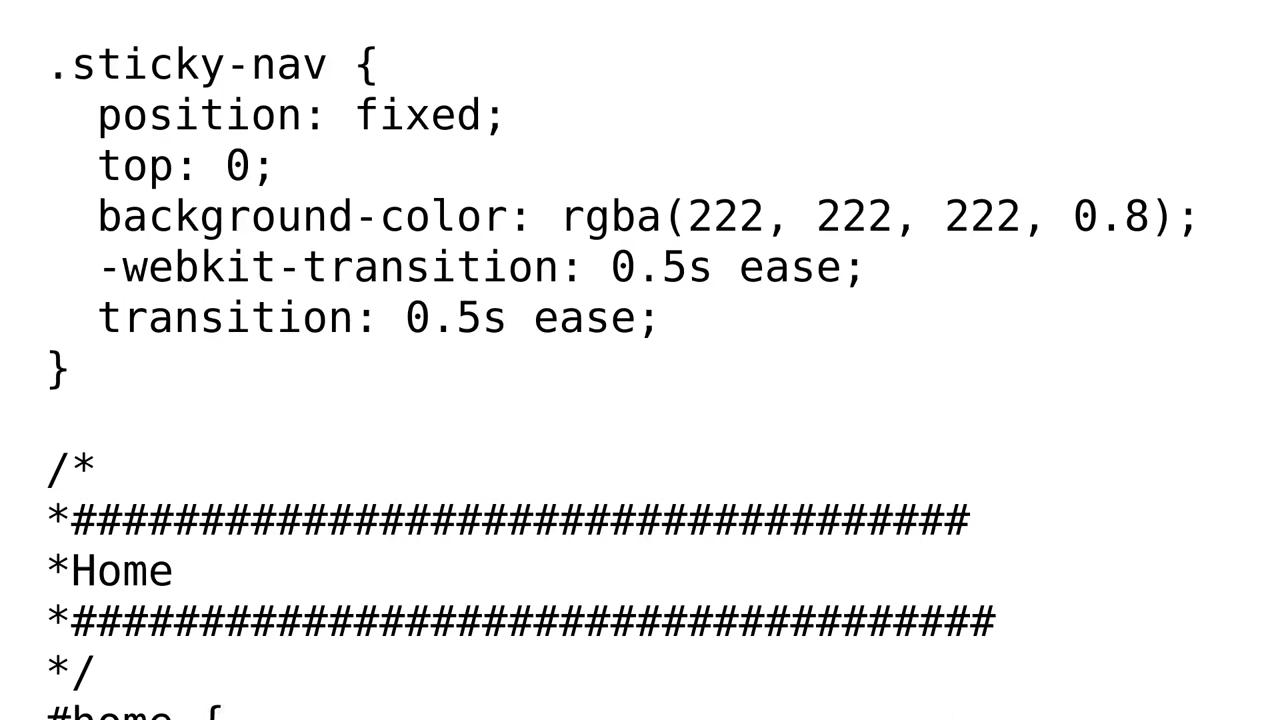 .sticky-nav {
  position: fixed;
  top: 0;
  background-color: rgba(222, 222, 222, 0.8);
  -webkit-transition: 0.5s ease;
  transition: 0.5s ease;
}

/*
*###################################
*Home
*####################################
*/
#home {